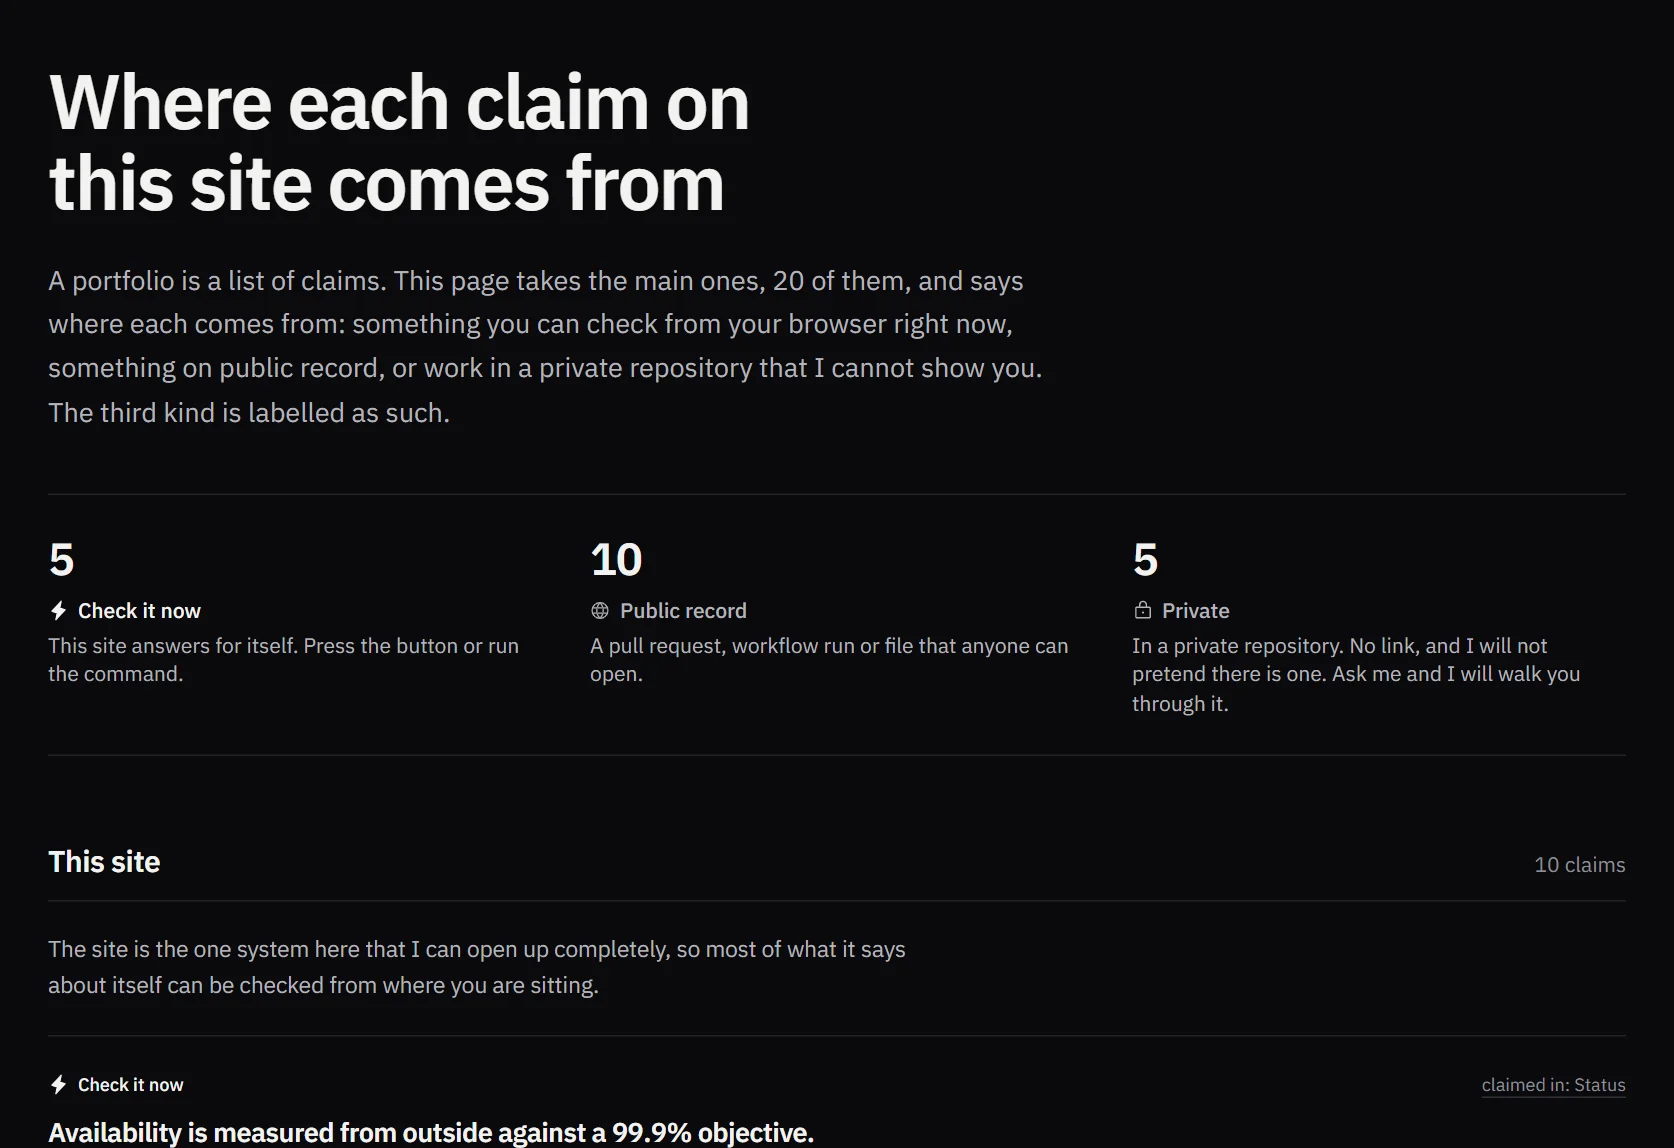 Where each claim on
this site comes from
A portfolio is a list of claims. This page takes the main ones, 20 of them, and says
where each comes from: something you can check from your browser right now,
something on public record, or work in a private repository that I cannot show you.
The third kind is labelled as such.
5
Check it now
This site answers for itself. Press the button or run
the command.
10
Public record
A pull request, workflow run or file that anyone can
open.
5
Private
In a private repository. No link, and I will not
pretend there is one. Ask me and I will walk you
through it.
This site
10 claims
The site is the one system here that I can open up completely, so most of what it says
about itself can be checked from where you are sitting.
Check it now
claimed in: Status
Availability is measured from outside against a 99.9% objective.